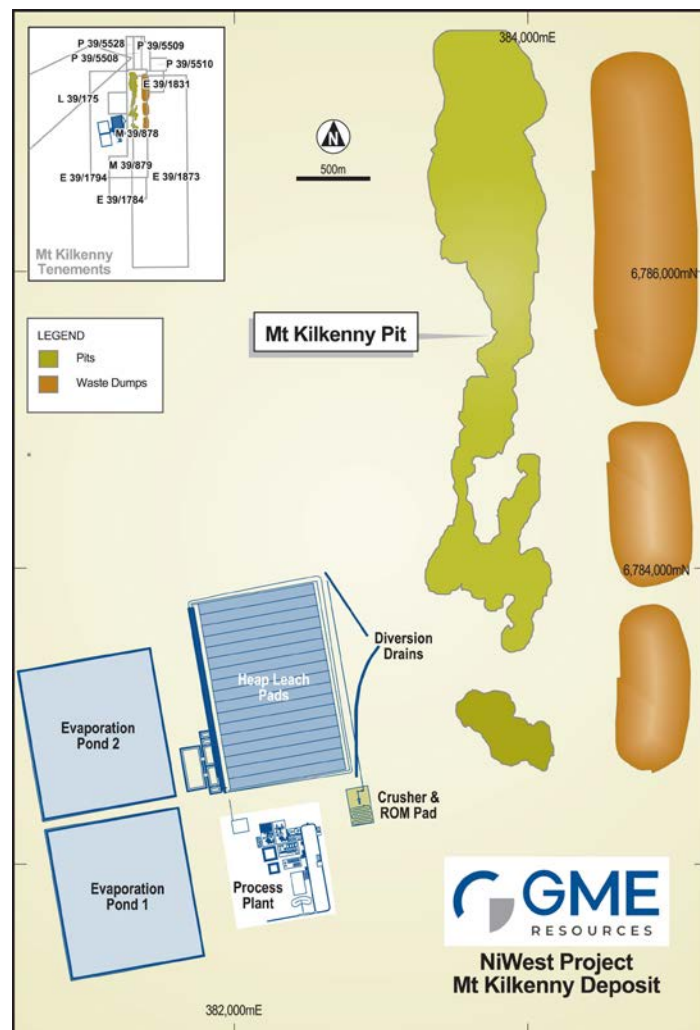 384,000mE
P 39/5528
P 39/5509
P 39/5508
P 39/5510
E 39/1831
L 39/175
M 39/878
M 39/879
E 39/1794
E 39/1873
E 39/1784
Mt Kilkenny
Tenements
N
500m
6,786,000mN
Mt Kilkenny Pit
LEGEND
Pits
Waste Dumps
6,784,000mN
Diversion
Drains
Heap Leach
Pads
Evaporation
Pond 2
Crusher &
ROM Pad
Evaporation
Pond 1
Process
Plant
GME
RESOURCES
NiWest Project
Mt Kilkenny Deposit
382,000mE